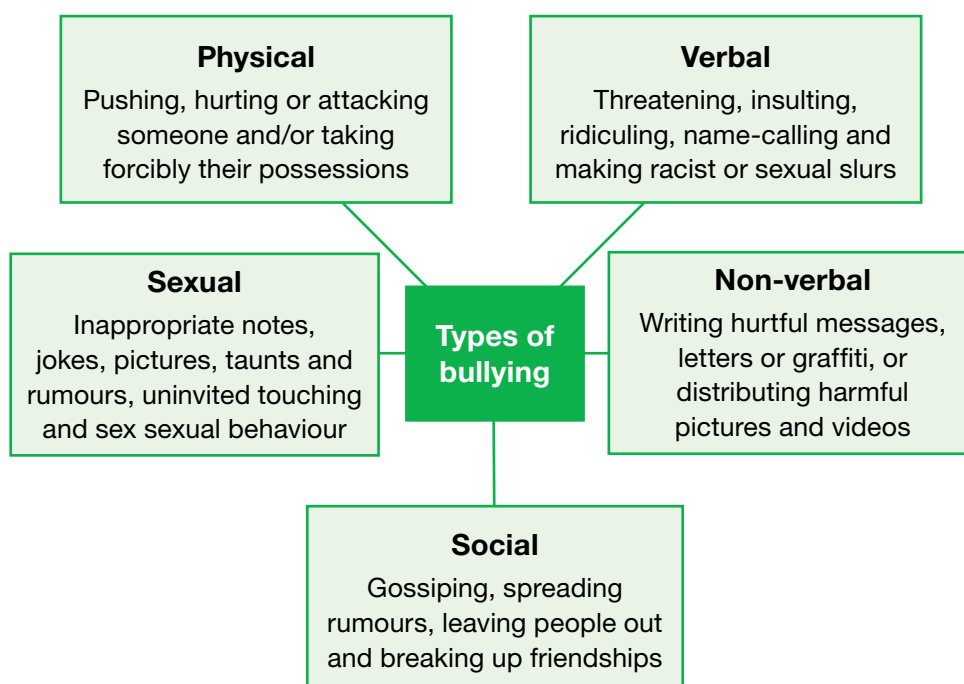 Physical
Pushing, hurting or attacking
someone and/or taking
forcibly their possessions
Verbal
Threatening, insulting,
ridiculing, name-calling and
making racist or sexual slurs
Sexual
Inappropriate notes,
jokes, pictures, taunts and
rumours, uninvited touching
and sex sexual behaviour
Types of
bullying
Non-verbal
Writing hurtful messages,
letters or graffiti, or
distributing harmful
pictures and videos
Social
Gossiping, spreading
rumours, leaving people out
and breaking up friendships